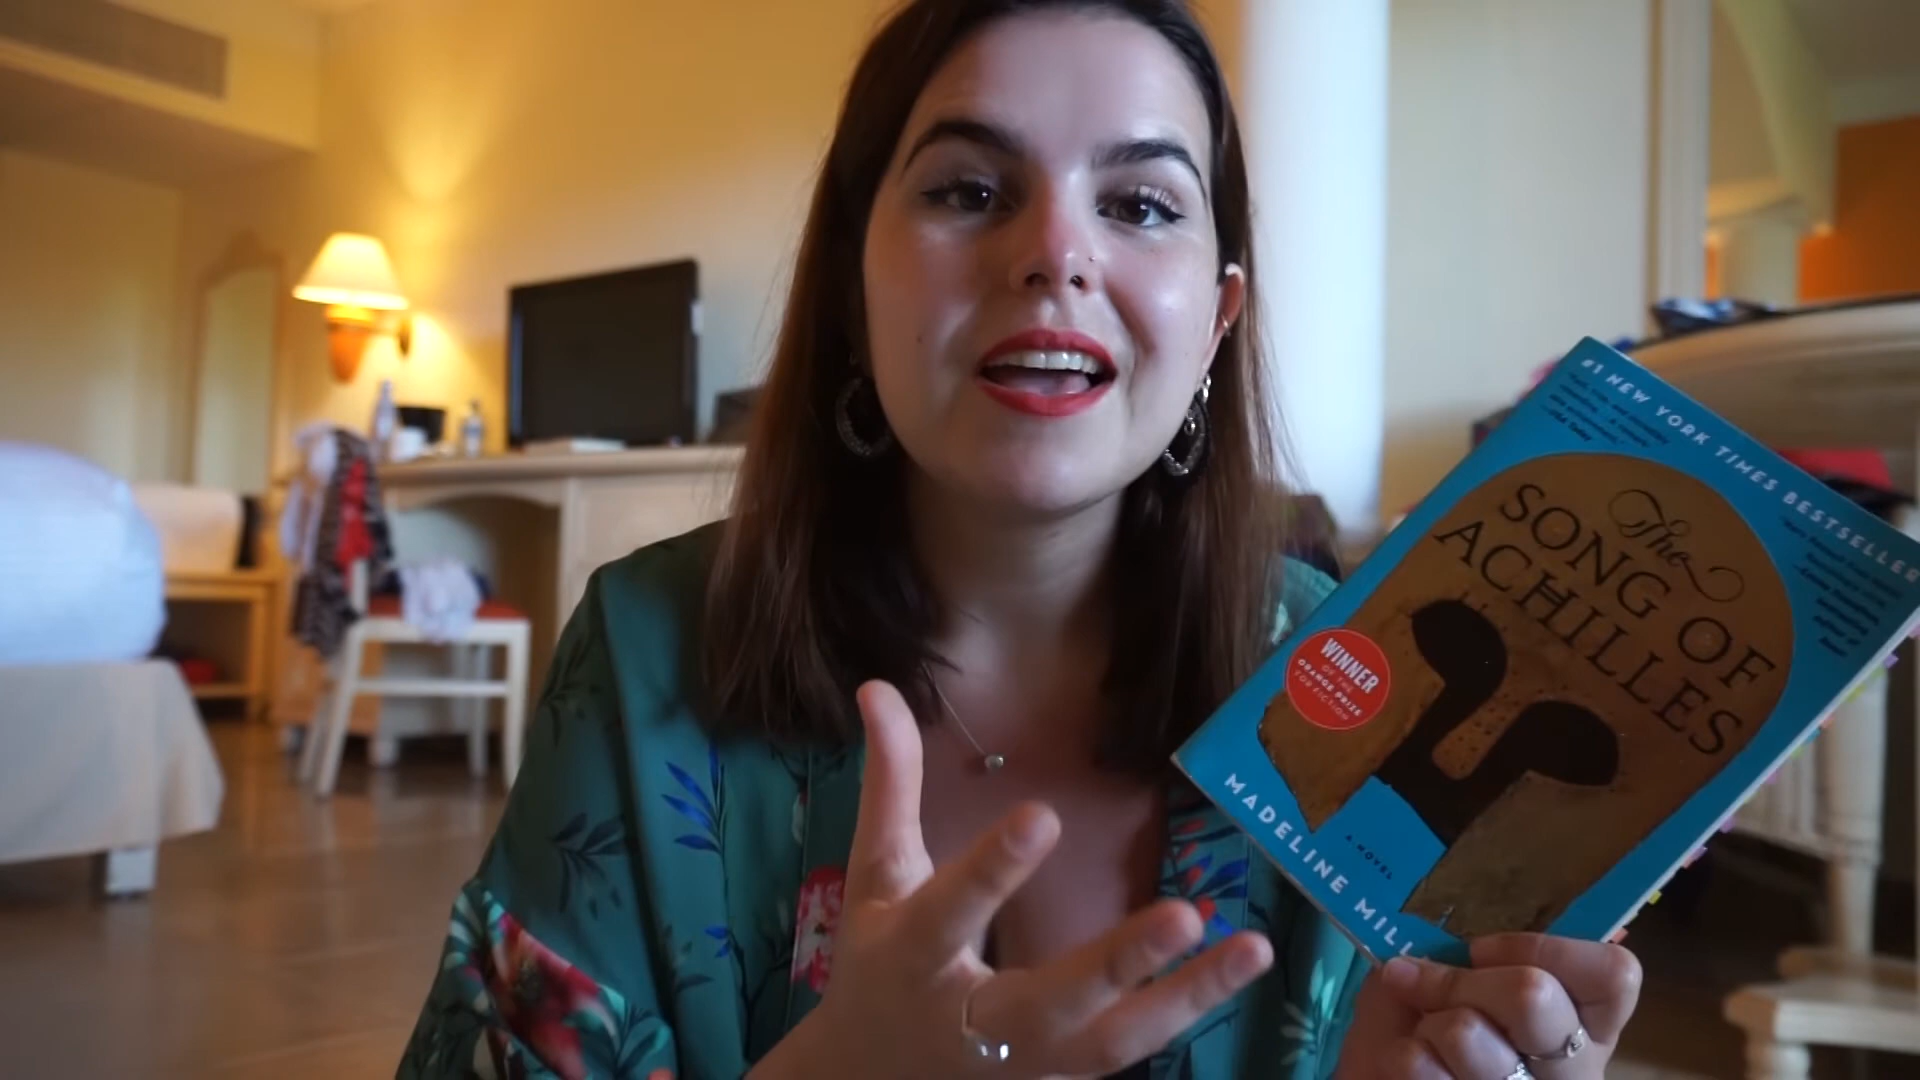 #1 NEW YORK TIMES BESTSELLER
The
SONG OF
ACHILLES
WINNER
OF THE
ORANGE PRIZE
FOR FICTION
A NOVEL
MADELINE MILL